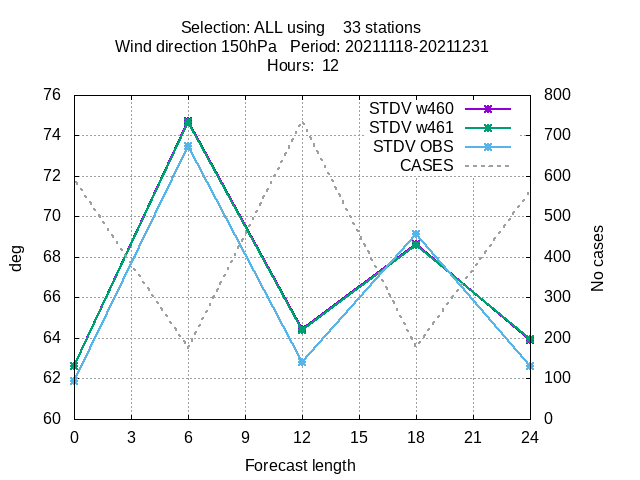 Selection: ALL using    33 stations
Wind direction 150hPa   Period: 20211118-20211231
Hours:  12
76 800
STDV w460
74 STDV w461 700
STDV OBS
72 CASES 600
70 500
deg 68 400 No cases
66 300
64 200
62 100
60 0
0 3 6 9 12 15 18 21 24
Forecast length